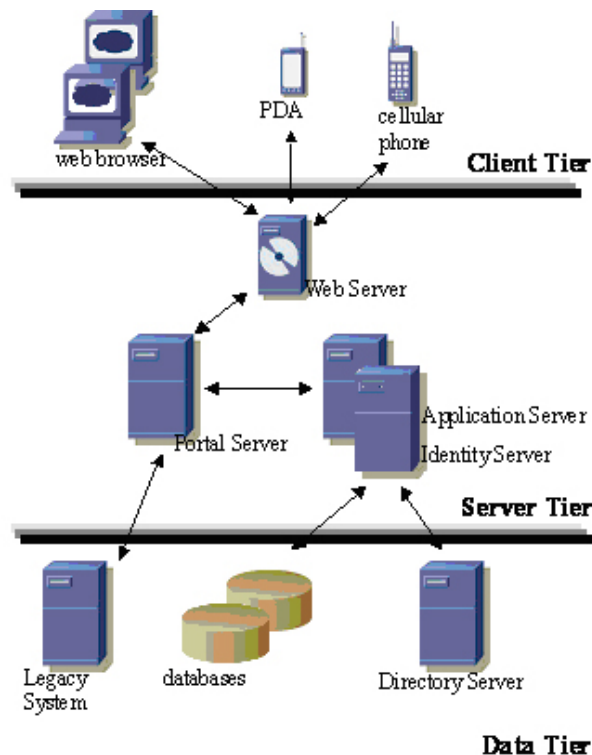 web browser
PDA
cellular
phone
Client Tier
Web Server
Portal Server
Application Server
Identity Server
Server Tier
Legacy
System
databases
Directory Server
Data Tier